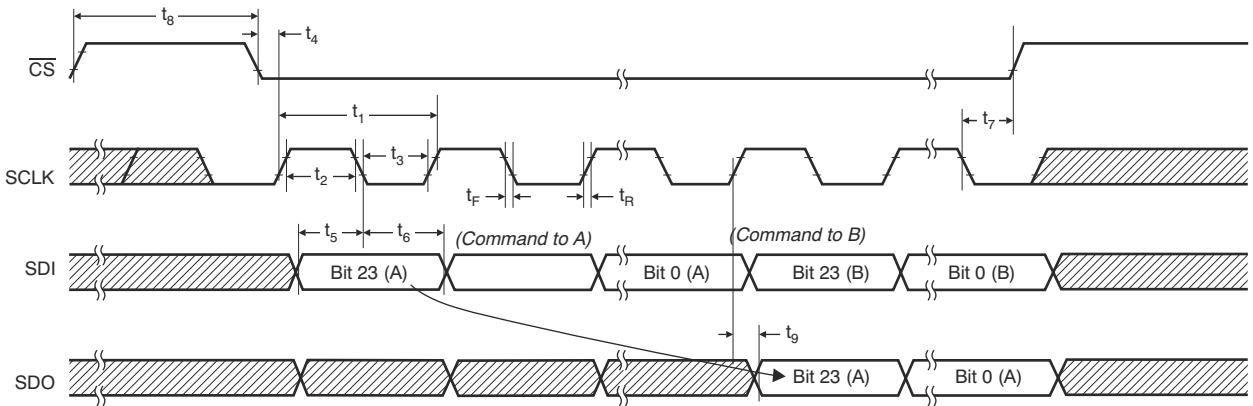 t8
t4
CS
t1
t7
SCLK
t2
t3
tF
tR
t5
t6
(Command to A)
(Command to B)
SDI
Bit 23 (A)
Bit 0 (A)
Bit 23 (B)
Bit 0 (B)
t9
SDO
Bit 23 (A)
Bit 0 (A)